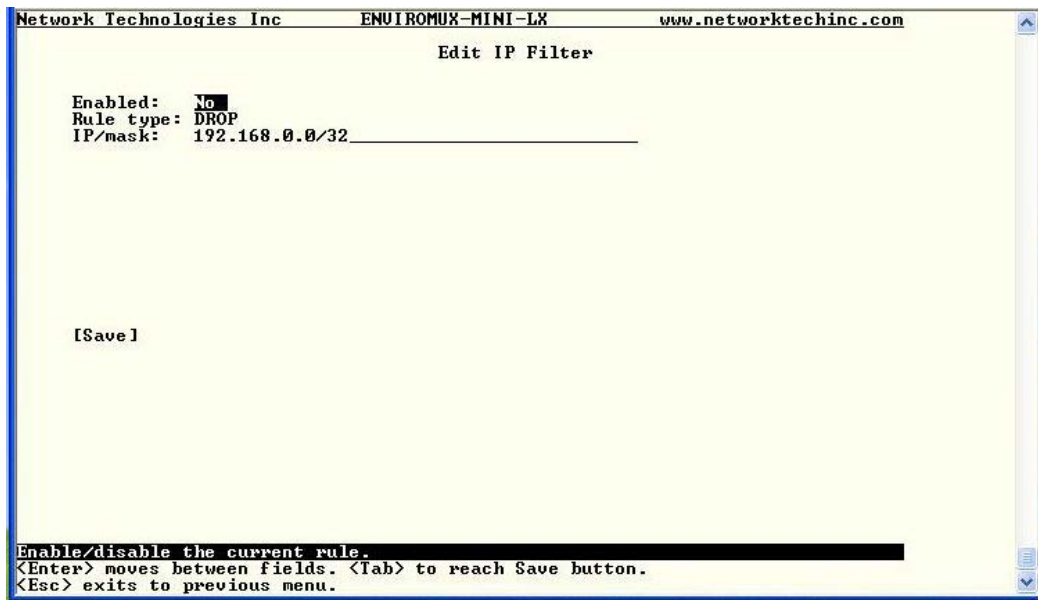 Network Technologies Inc ENVIROMUX-MINI-LX www.networktechinc.com
Edit IP Filter
Enabled: No
Rule type: DROP
IP/mask: 192.168.0.0/32
[Save]
Enable/disable the current rule.
<Enter> moves between fields. <Tab> to reach Save button.
<Esc> exits to previous menu.